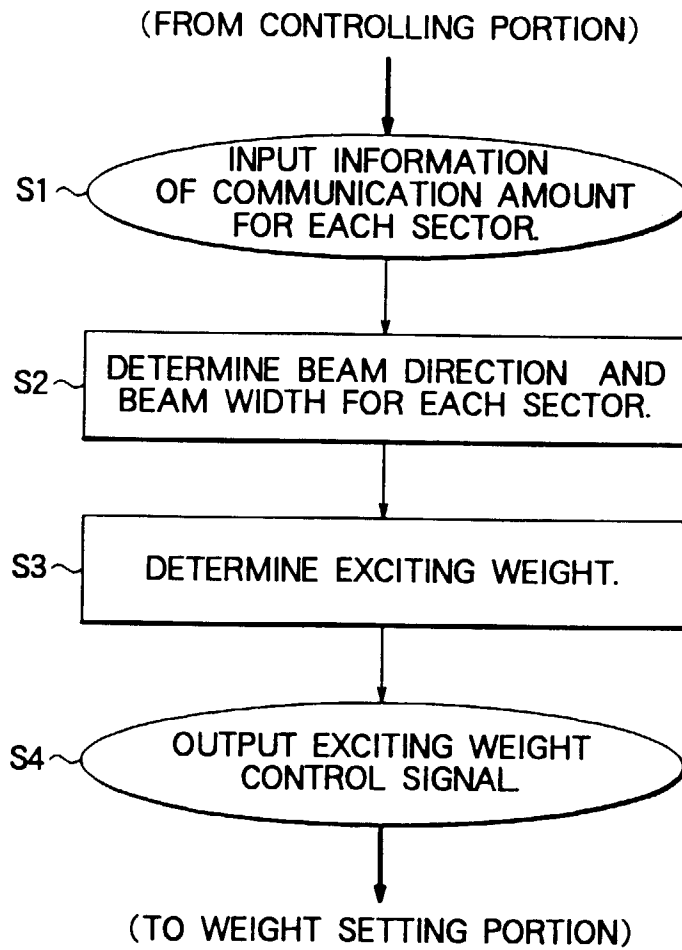 (FROM CONTROLLING PORTION)
INPUT INFORMATION
S1 OF COMMUNICATION AMOUNT
FOR EACH SECTOR.
S2 DETERMINE BEAM DIRECTION AND
BEAM WIDTH FOR EACH SECTOR.
S3 DETERMINE EXCITING WEIGHT.
S4 OUTPUT EXCITING WEIGHT
CONTROL SIGNAL.
(TO WEIGHT SETTING PORTION)